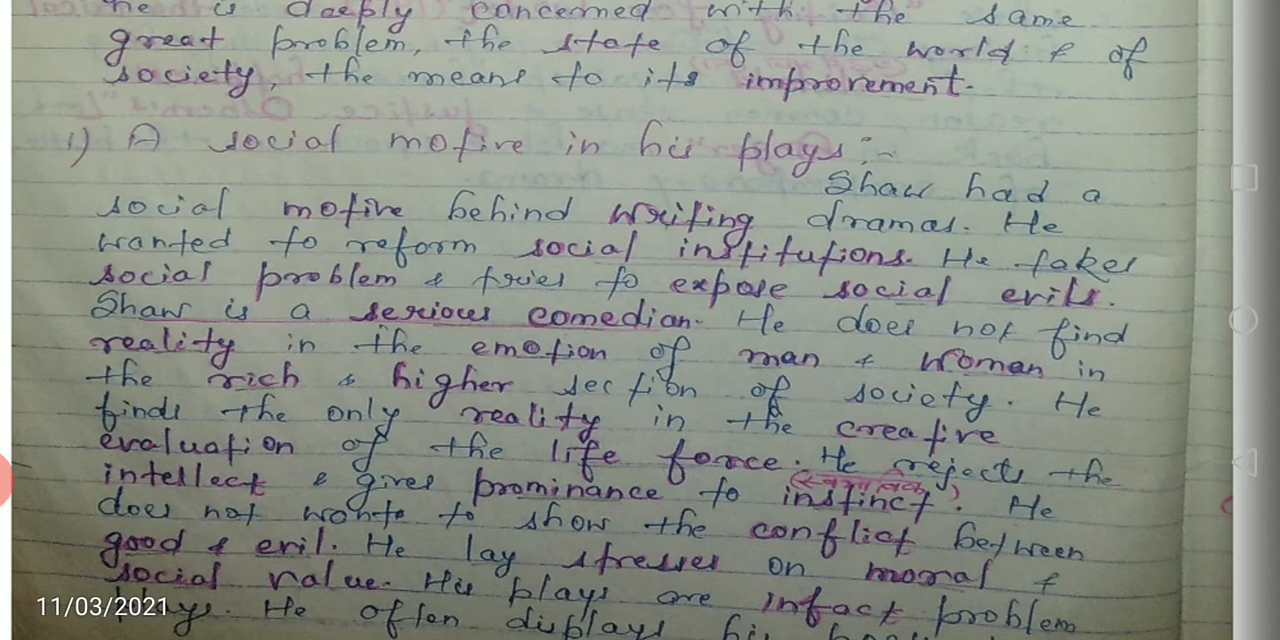 he is deeply concerned with the same
great problem, the state of the world & of
society, the means to its improvement.
1) A social motive in his plays :-
Shaw had a
social motive behind writing dramas. He
wanted to reform social institutions. He takes
social problem & tries to expose social evils.
Shaw is a serious comedian. He does not find
reality in the emotion of man & woman in
the rich & higher section of society. He
finds the only reality in the creative
evaluation of the life force. He rejects the
intellect & gives prominance to instinct. He
does not wonte to show the conflict between
good & evil. He lay stresses on moral &
social value. His plays are infact problem
plays. He often displays his
11/03/2021